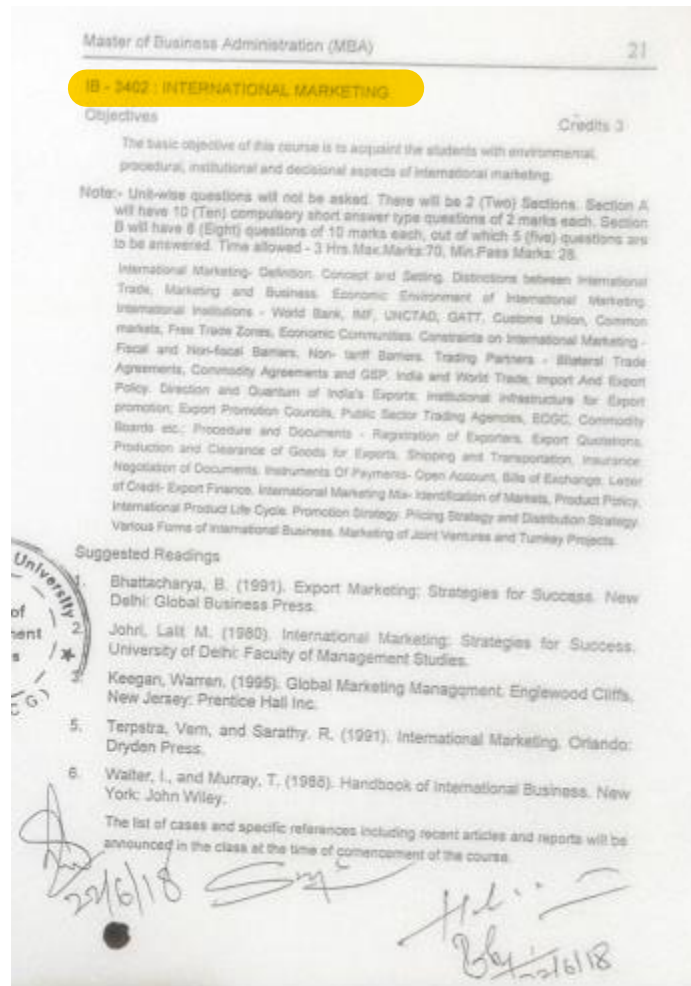 Master of Business Administration (MBA)
21
IB - 3402 : INTERNATIONAL MARKETING
Objectives
Credits 3
The basic objective of this course is to acquaint the students with environmental,
procedural, institutional and decisional aspects of international marketing.
Note:- Unit-wise questions will not be asked. There will be 2 (Two) Sections. Section A
will have 10 (Ten) compulsory short answer type questions of 2 marks each. Section
B will have 8 (Eight) questions of 10 marks each, out of which 5 (five) questions are
to be answered. Time allowed - 3 Hrs.Max.Marks:70, Min.Pass Marks: 28.
International Marketing- Definition. Concept and Setting. Distinctions between International
Trade, Marketing and Business. Economic Environment of International Marketing.
International Institutions - World Bank, IMF, UNCTAD, GATT, Customs Union, Common
markets, Free Trade Zones, Economic Communities. Constraints on International Marketing -
Fiscal and Non-fiscal Barriers, Non- tariff Barriers. Trading Partners - Bilateral Trade
Agreements, Commodity Agreements and GSP. India and World Trade, Import And Export
Policy. Direction and Quantum of India's Exports; Institutional infrastructure for Export
promotion; Export Promotion Councils, Public Sector Trading Agencies, ECGC, Commodity
Boards etc.; Procedure and Documents - Registration of Exporters, Export Quotations,
Production and Clearance of Goods for Exports, Shipping and Transportation, Insurance
Negotiation of Documents, Instruments Of Payments- Open Account, Bills of Exchange, Letter
of Credit- Export Finance. International Marketing Mix- Identification of Markets, Product Policy,
International Product Life Cycle. Promotion Strategy. Pricing Strategy and Distribution Strategy.
Various Forms of International Business. Marketing of Joint Ventures and Turnkey Projects.
Suggested Readings
1. Bhattacharya, B. (1991). Export Marketing: Strategies for Success. New
Delhi: Global Business Press.
2. Johri, Lalit M. (1980). International Marketing: Strategies for Success.
University of Delhi: Faculty of Management Studies.
3. Keegan, Warren. (1995). Global Marketing Management. Englewood Cliffs,
New Jersey: Prentice Hall Inc.
5. Terpstra, Vern, and Sarathy, R. (1991). International Marketing. Orlando:
Dryden Press.
6. Walter, I., and Murray, T. (1988). Handbook of International Business. New
York: John Wiley.
The list of cases and specific references including recent articles and reports will be
announced in the class at the time of comencement of the course.
University
of
22/6/18
22/6/18